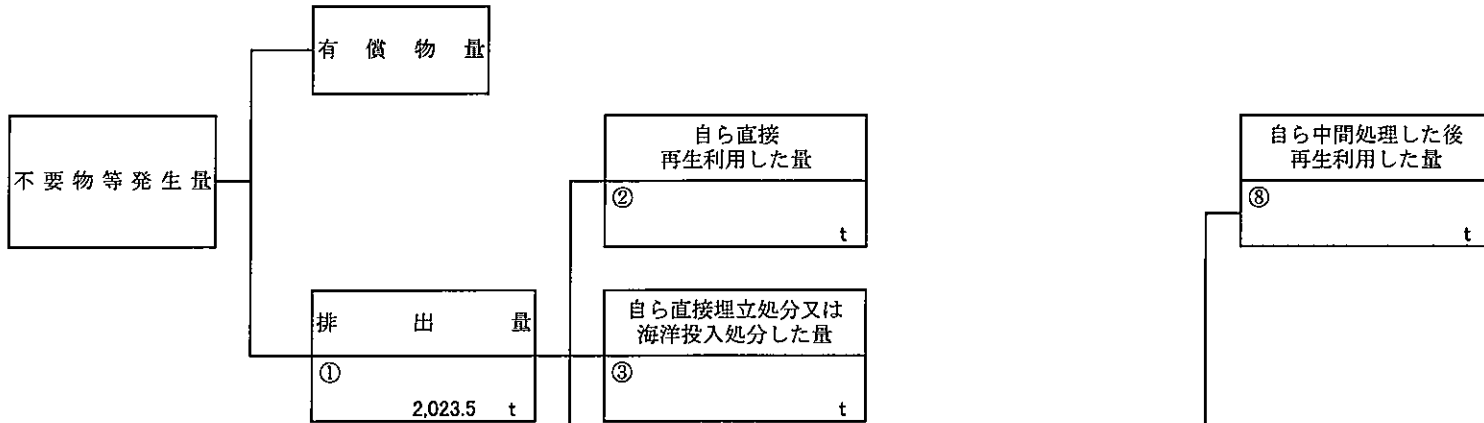 有償物量
不要物等発生量
自ら直接
再生利用した量
②
t
自ら中間処理した後
再生利用した量
⑧
t
排出量
①
2,023.5 t
自ら直接埋立処分又は
海洋投入処分した量
③
t